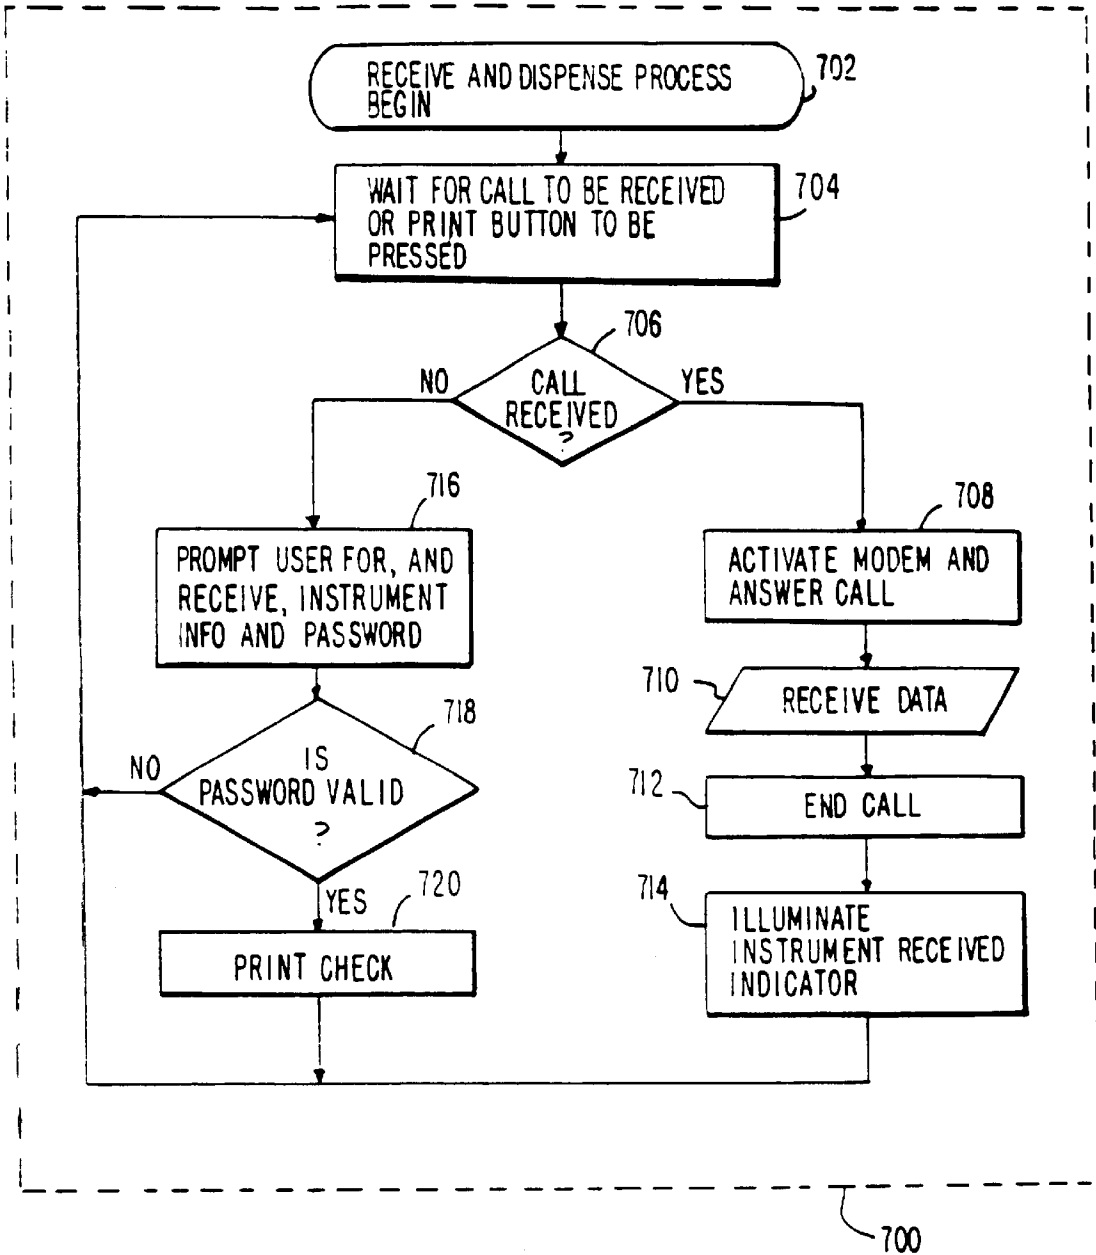 RECEIVE AND DISPENSE PROCESS
BEGIN
702
WAIT FOR CALL TO BE RECEIVED
OR PRINT BUTTON TO BE
PRESSED
704
706
CALL
RECEIVED
?
NO
YES
716
PROMPT USER FOR, AND
RECEIVE, INSTRUMENT
INFO AND PASSWORD
708
ACTIVATE MODEM AND
ANSWER CALL
710
RECEIVE DATA
718
IS
PASSWORD VALID
?
NO
YES
712
END CALL
720
PRINT CHECK
714
ILLUMINATE
INSTRUMENT RECEIVED
INDICATOR
700